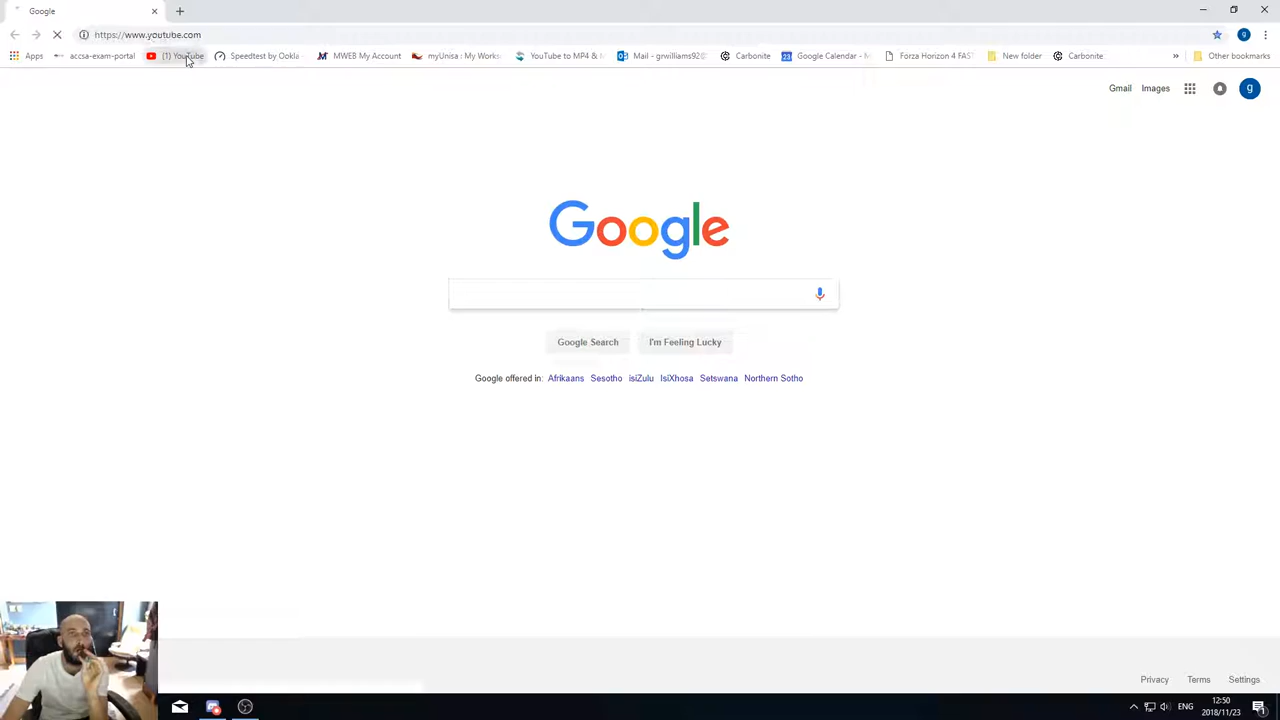 Google
https://www.youtube.com
Apps accsa-exam-portal (1) YouTube Speedtest by Ookla MWEB My Account myUnisa : My Works YouTube to MP4 & Mail - grwilliams920 Carbonite Google Calendar - Forza Horizon 4 FAST New folder Carbonite » Other bookmarks
Gmail Images g
Google
Google Search I'm Feeling Lucky
Google offered in: Afrikaans Sesotho isiZulu IsiXhosa Setswana Northern Sotho
Privacy Terms Settings
ENG 12:50
2018/11/23